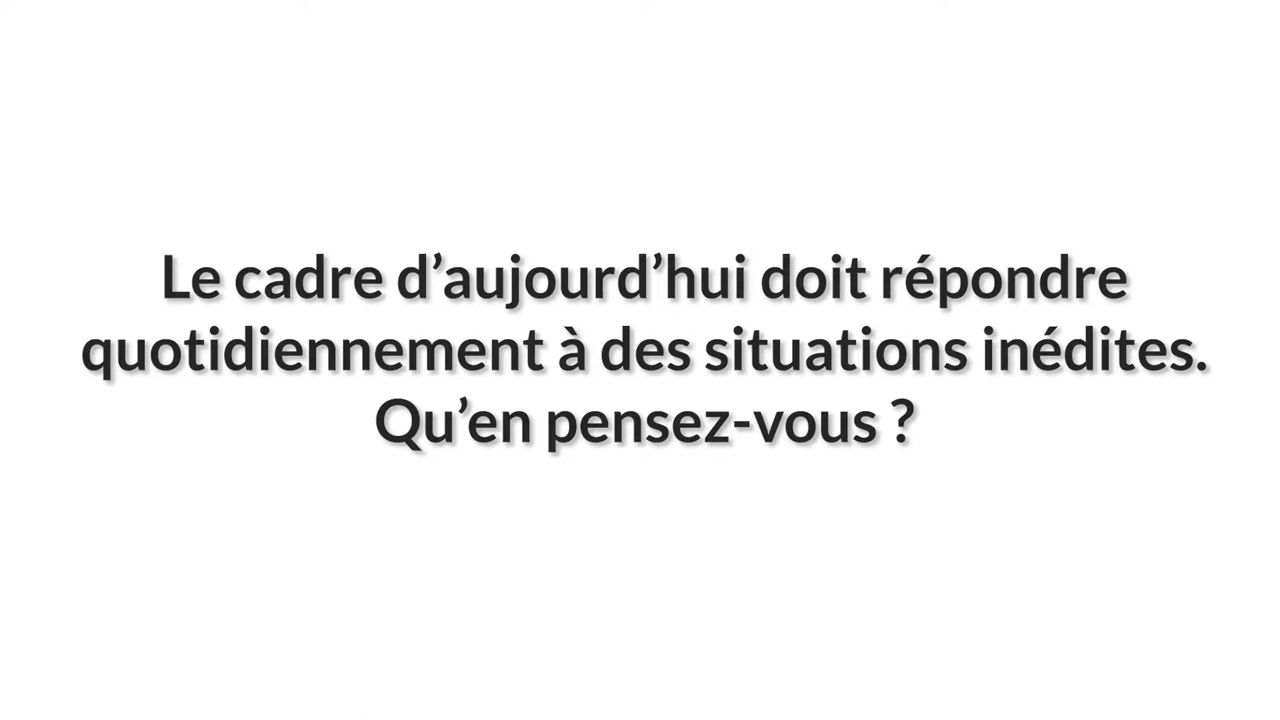 Le cadre d’aujourd’hui doit répondre
quotidiennement à des situations inédites.
Qu’en pensez-vous ?